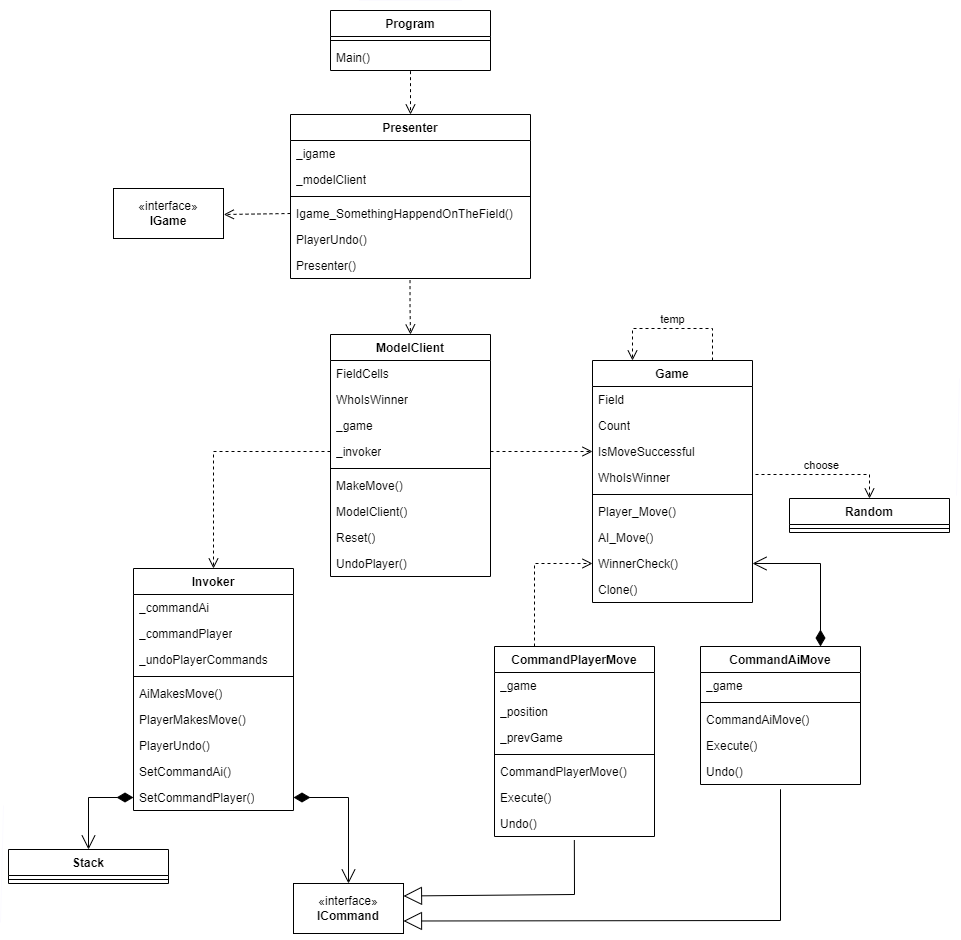 Program
Main()
Presenter
_igame
_modelClient
Igame_SomethingHappendOnTheField()
PlayerUndo()
Presenter()
«interface»
IGame
ModelClient
FieldCells
WhoIsWinner
_game
_invoker
MakeMove()
ModelClient()
Reset()
UndoPlayer()
temp
Game
Field
Count
IsMoveSuccessful
WhoIsWinner
Player_Move()
AI_Move()
WinnerCheck()
Clone()
choose
Random
Invoker
_commandAi
_commandPlayer
_undoPlayerCommands
AiMakesMove()
PlayerMakesMove()
PlayerUndo()
SetCommandAi()
SetCommandPlayer()
CommandPlayerMove
_game
_position
_prevGame
CommandPlayerMove()
Execute()
Undo()
CommandAiMove
_game
CommandAiMove()
Execute()
Undo()
Stack
«interface»
ICommand